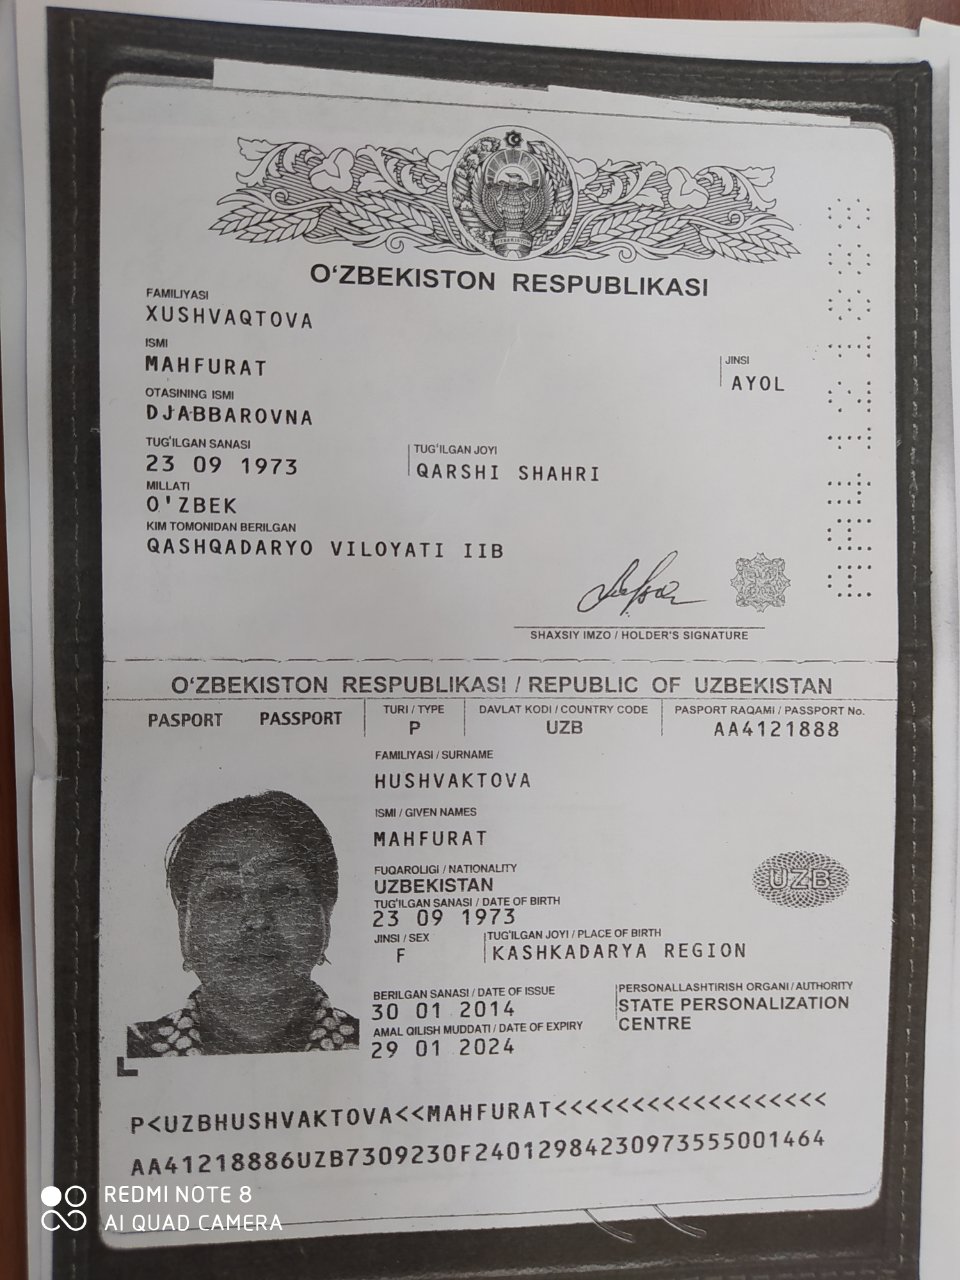 O‘ZBEKISTON RESPUBLIKASI
FAMILIYASI
XUSHVAQTOVA
ISMI
MAHFURAT
JINSI
AYOL
OTASINING ISMI
DJABBAROVNA
TUG‘ILGAN SANASI
23 09 1973
TUG‘ILGAN JOYI
QARSHI SHAHRI
MILLATI
O'ZBEK
KIM TOMONIDAN BERILGAN
QASHQADARYO VILOYATI IIB
SHAXSIY IMZO / HOLDER'S SIGNATURE
O‘ZBEKISTON RESPUBLIKASI / REPUBLIC OF UZBEKISTAN
PASPORT PASSPORT
TURI / TYPE
P
DAVLAT KODI / COUNTRY CODE
UZB
PASPORT RAQAMI / PASSPORT No.
AA4121888
FAMILIYASI / SURNAME
HUSHVAKTOVA
ISMI / GIVEN NAMES
MAHFURAT
FUQAROLIGI / NATIONALITY
UZBEKISTAN
UZB
TUG‘ILGAN SANASI / DATE OF BIRTH
23 09 1973
JINSI / SEX
F
TUG‘ILGAN JOYI / PLACE OF BIRTH
KASHKADARYA REGION
BERILGAN SANASI / DATE OF ISSUE
30 01 2014
PERSONALLASHTIRISH ORGANI / AUTHORITY
STATE PERSONALIZATION
CENTRE
AMAL QILISH MUDDATI / DATE OF EXPIRY
29 01 2024
P<UZBHUSHVAKTOVA<<MAHFURAT<<<<<<<<<<<<<<<<<<
AA41218886UZB7309230F24012984230973555001464
REDMI NOTE 8
AI QUAD CAMERA